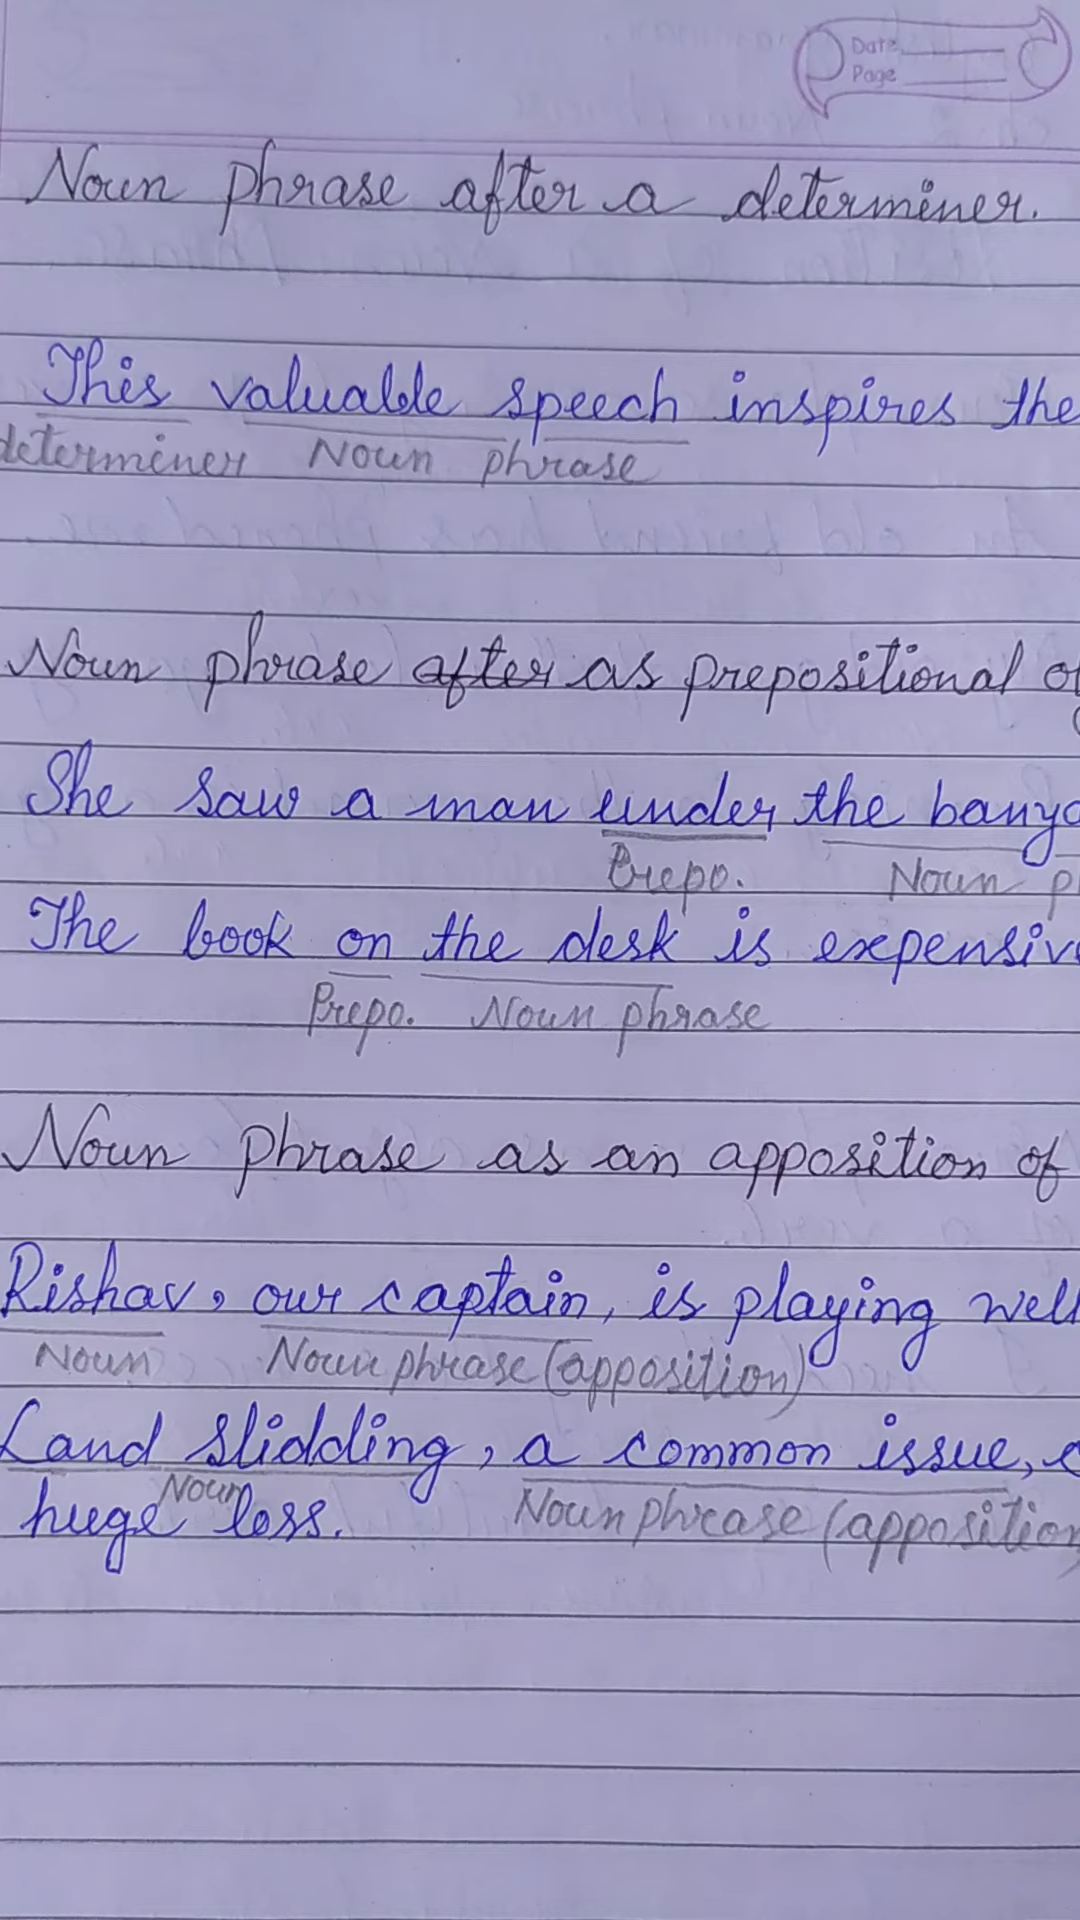 Date
Page
Noun phrase after a determiner.
This valuable speech inspires the
determiner Noun phrase
Noun phrase after as prepositional
She saw a man under the
Prepo. Noun
The book on the desk is
Prepo. Noun phrase
Noun phrase as an apposition of
Rishav, our captain, is playing well
Noun Noun phrase (apposition)
Land slidding, a common issue,
Noun Noun phrase (apposition
huge loss.